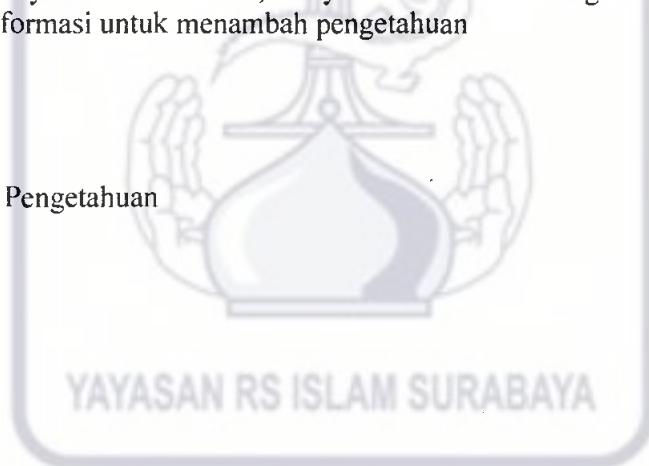 formasi untuk menambah pengetahuan
Pengetahuan
YAYASAN RS ISLAM SURABAYA